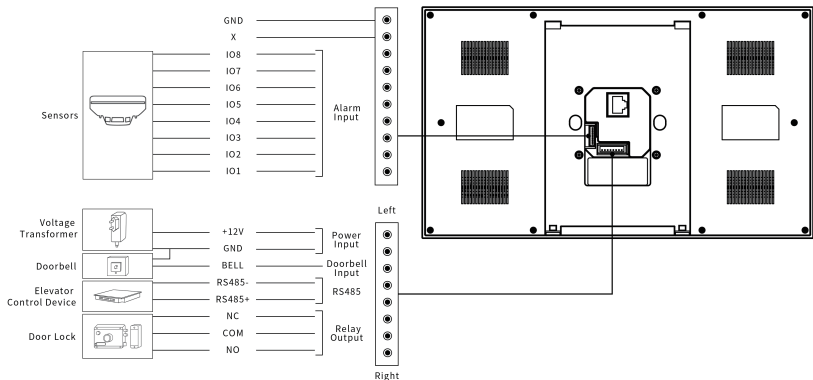 GND
X
IO8
IO7
IO6
IO5
IO4
IO3
IO2
IO1
Sensors
Alarm
Input
Left
Voltage
Transformer
+12V
Power
Input
GND
Doorbell
BELL
Doorbell
Input
Elevator
Control Device
RS485-
RS485+
RS485
Door Lock
NC
COM
NO
Relay
Output
Right